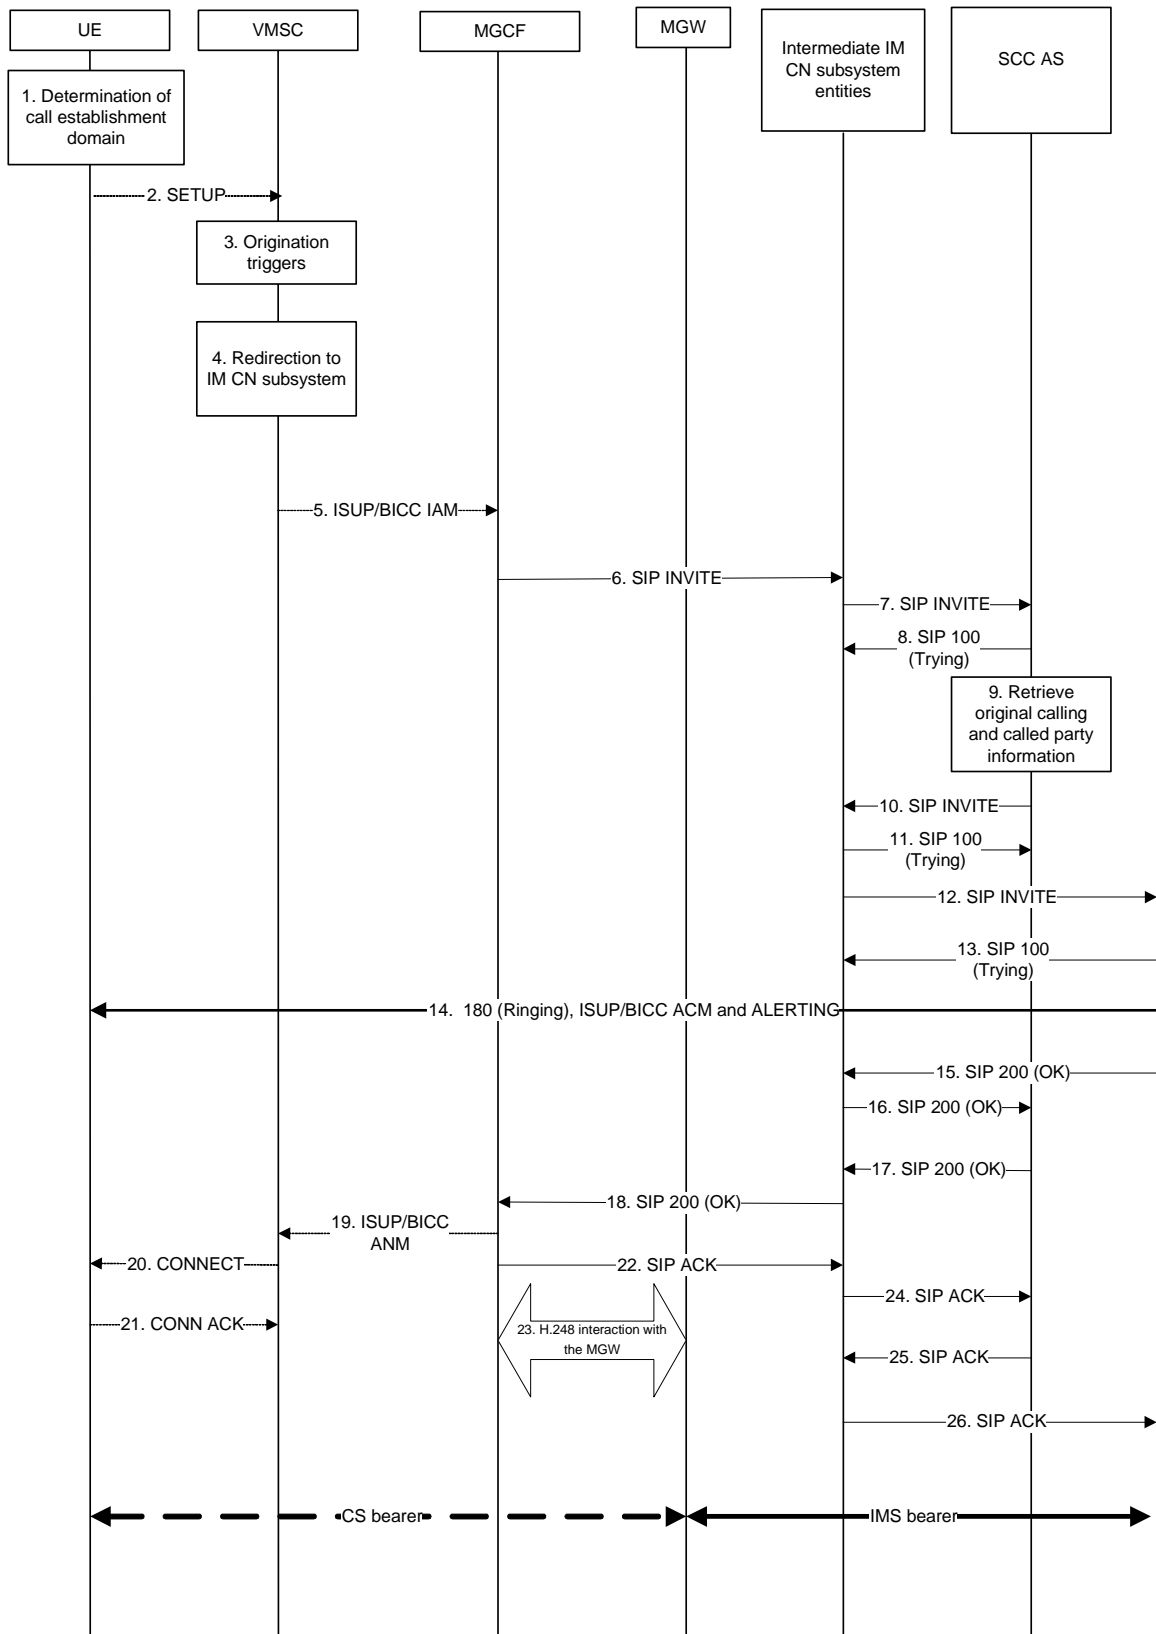 UE
VMSC
MGCF
MGW
Intermediate IM
CN subsystem
entities
SCC AS
1. Determination of
call establishment
domain
2. SETUP
3. Origination
triggers
4. Redirection to
IM CN subsystem
5. ISUP/BICC IAM
6. SIP INVITE
7. SIP INVITE
8. SIP 100
(Trying)
9. Retrieve
original calling
and called party
information
10. SIP INVITE
11. SIP 100
(Trying)
12. SIP INVITE
13. SIP 100
(Trying)
14. 180 (Ringing), ISUP/BICC ACM and ALERTING
15. SIP 200 (OK)
16. SIP 200 (OK)
17. SIP 200 (OK)
18. SIP 200 (OK)
19. ISUP/BICC
ANM
20. CONNECT
22. SIP ACK
24. SIP ACK
21. CONN ACK
23. H.248 interaction with
the MGW
25. SIP ACK
26. SIP ACK
CS bearer
IMS bearer